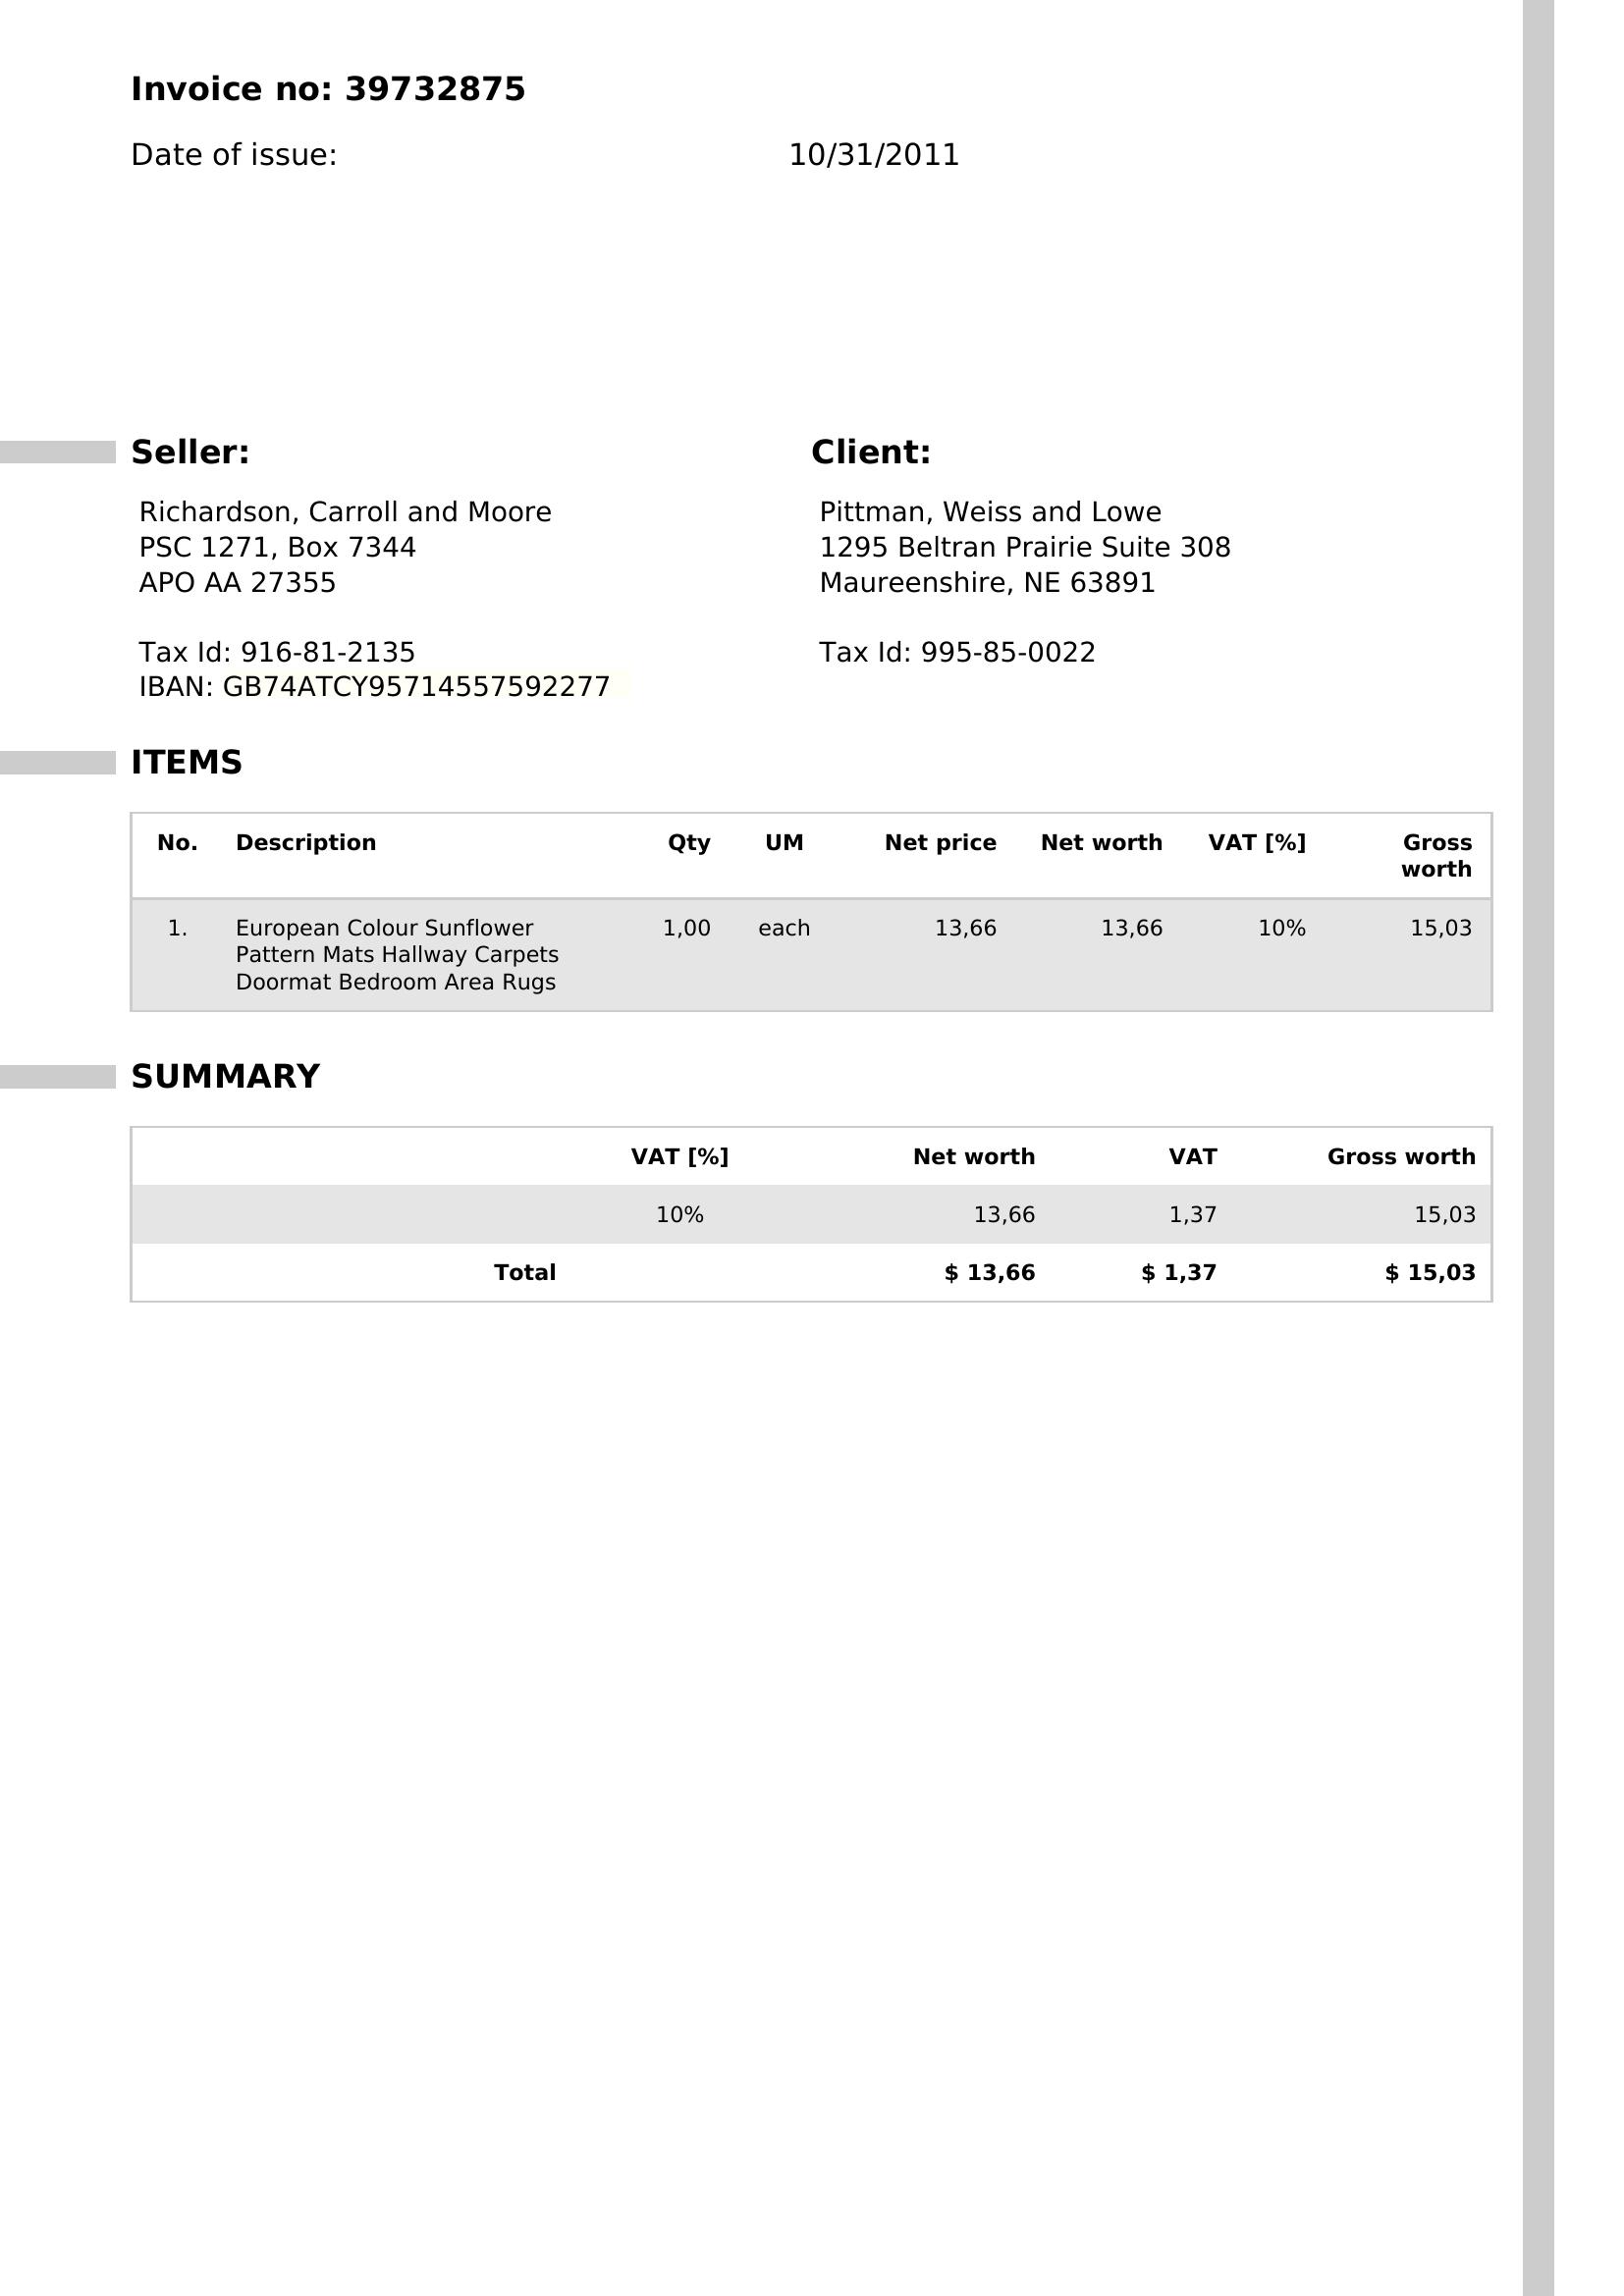 Invoice no: 39732875
Date of issue: 10/31/2011
Seller:
Richardson, Carroll and Moore
PSC 1271, Box 7344
APO AA 27355
Tax Id: 916-81-2135
IBAN: GB74ATCY95714557592277
Client:
Pittman, Weiss and Lowe
1295 Beltran Prairie Suite 308
Maureenshire, NE 63891
Tax Id: 995-85-0022
ITEMS
No. Description Qty UM Net price Net worth VAT [%] Gross
worth
1. European Colour Sunflower 1,00 each 13,66 13,66 10% 15,03
Pattern Mats Hallway Carpets
Doormat Bedroom Area Rugs
SUMMARY
VAT [%] Net worth VAT Gross worth
10% 13,66 1,37 15,03
Total $ 13,66 $ 1,37 $ 15,03